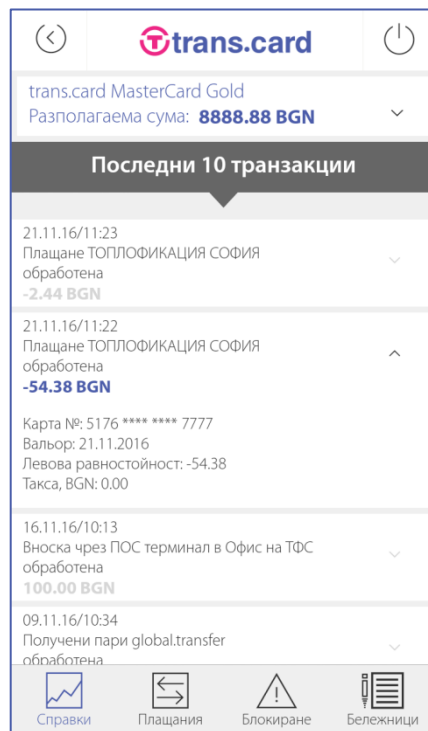 trans.card
trans.card MasterCard Gold
Разполагаема сума: 8888.88 BGN
Последни 10 транзакции
21.11.16/11:23
Плащане ТОПЛОФИКАЦИЯ СОФИЯ
обработена
-2.44 BGN
21.11.16/11:22
Плащане ТОПЛОФИКАЦИЯ СОФИЯ
обработена
-54.38 BGN
Карта №: 5176 **** **** 7777
Вальор: 21.11.2016
Левова равностойност: -54.38
Такса, BGN: 0.00
16.11.16/10:13
Вноска чрез ПОС терминал в Офис на ТФС
обработена
100.00 BGN
09.11.16/10:34
Получени пари global.transfer
обработена
Справки Плащания Блокиране Бележници